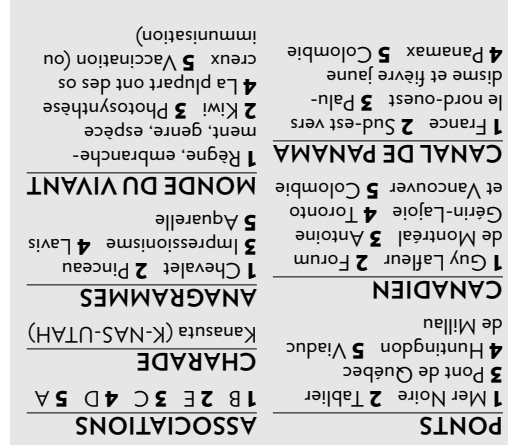 PONTS
1 Mer Noire 2 Tablier
3 Pont de Québec
4 Huntingdon 5 Viaduc
de Millau
CANADIEN
1 Guy Lafleur 2 Forum
de Montréal 3 Antoine
Gérin-Lajoie 4 Toronto
et Vancouver 5 Colombie
CANAL DE PANAMA
1 France 2 Sud-est vers
le nord-ouest 3 Palu-
disme et fièvre jaune
4 Panamax 5 Colombie
ASSOCIATIONS
1 B 2 E 3 C 4 D 5 A
CHARADE
Kanasuta (K-NAS-UTAH)
ANAGRAMMES
1 Chevalet 2 Pinceau
3 Impressionisme 4 Lavis
5 Aquarelle
MONDE DU VIVANT
1 Règne, embranche-
ment, genre, espèce
2 Kiwi 3 Photosynthèse
4 La plupart ont des os
creux 5 Vaccination (ou
immunisation)